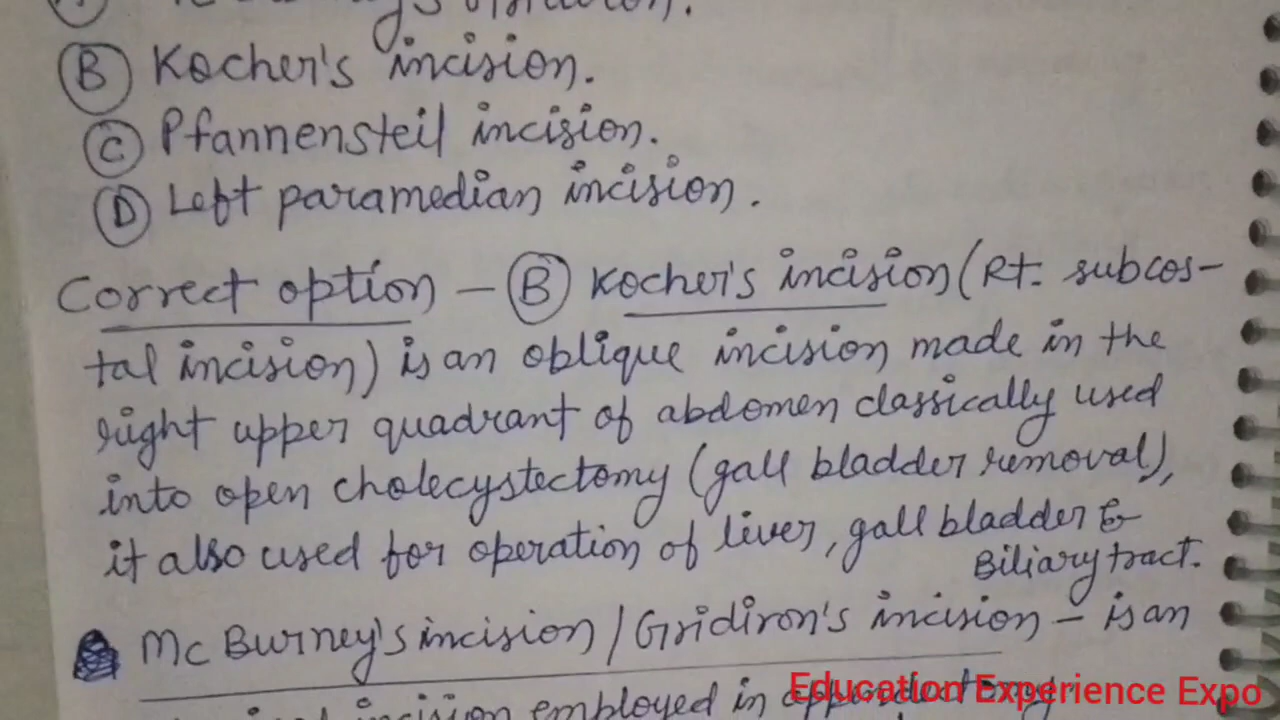 B Kocher's incision.
C Pfannensteil incision.
D Left paramedian incision.
Correct option - B Kocher's incision (Rt. subcos-
tal incision) is an oblique incision made in the
right upper quadrant of abdomen classically used
into open cholecystectomy (gall bladder removal),
it also used for operation of liver, gall bladder &
Biliary tract.
Mc Burney's incision / Gridiron's incision - is an
incision employed in
Education Experience Expo